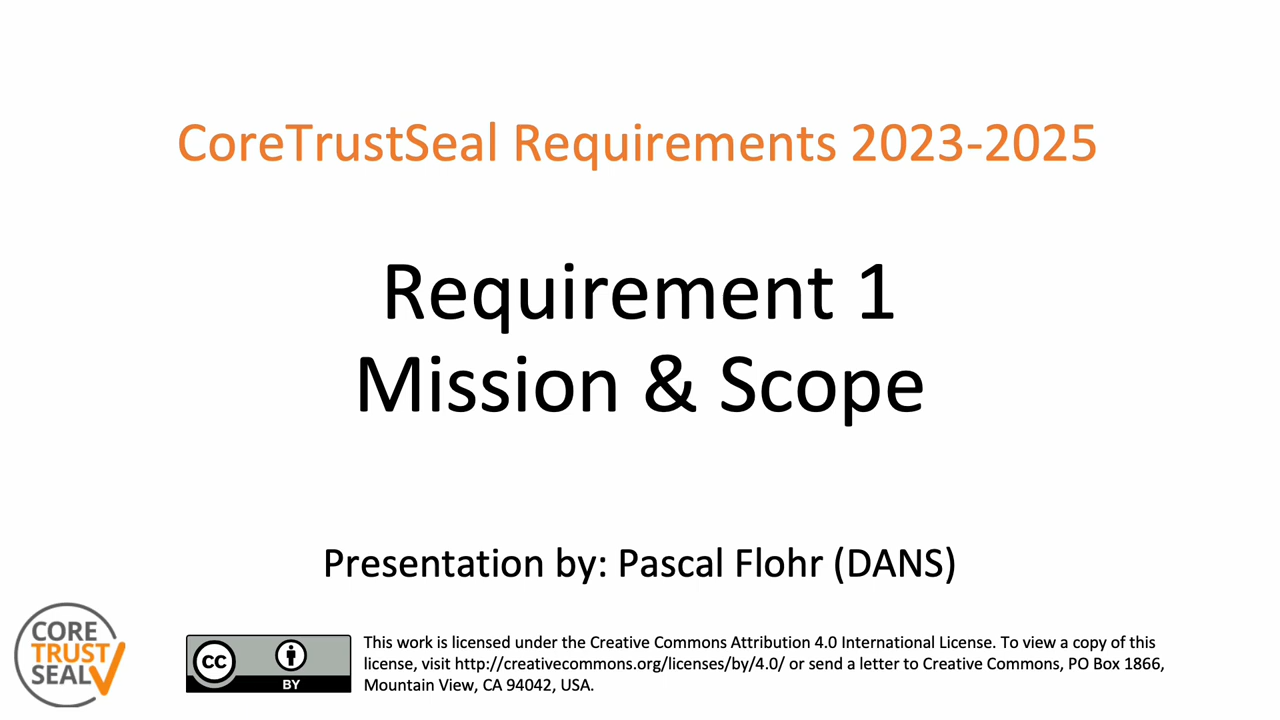 CoreTrustSeal Requirements 2023-2025
Requirement 1
Mission & Scope
Presentation by: Pascal Flohr (DANS)
CORE
TRUST
SEAL
CC
BY
This work is licensed under the Creative Commons Attribution 4.0 International License. To view a copy of this
license, visit http://creativecommons.org/licenses/by/4.0/ or send a letter to Creative Commons, PO Box 1866,
Mountain View, CA 94042, USA.